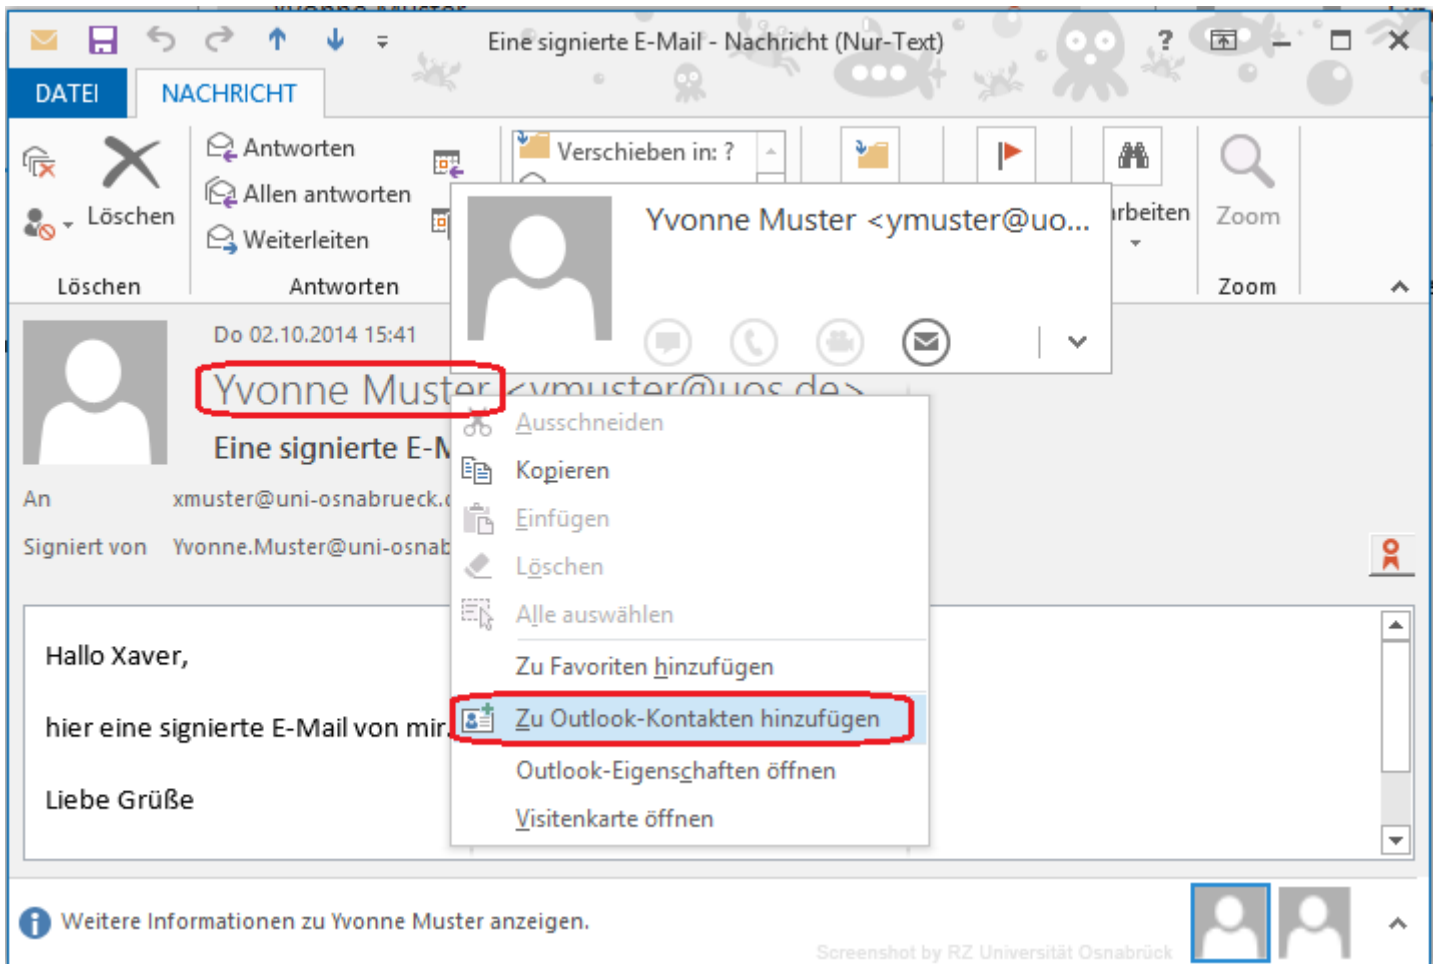 Eine signierte E-Mail - Nachricht (Nur-Text)
?
DATEI NACHRICHT
Löschen
Antworten
Allen antworten
Weiterleiten
Verschieben in: ?
Zoom
Löschen
Antworten
Zoom
Yvonne Muster <ymuster@uo...
Do 02.10.2014 15:41
Yvonne Muster <ymuster@uos.de>
Eine signierte E-M
An xmuster@uni-osnabrueck.
Signiert von Yvonne.Muster@uni-osnab
Ausschneiden
Kopieren
Einfügen
Löschen
Alle auswählen
Zu Favoriten hinzufügen
Zu Outlook-Kontakten hinzufügen
Outlook-Eigenschaften öffnen
Visitenkarte öffnen
Hallo Xaver,
hier eine signierte E-Mail von mir.
Liebe Grüße
Weitere Informationen zu Yvonne Muster anzeigen.
Screenshot by RZ Universität Osnabrück